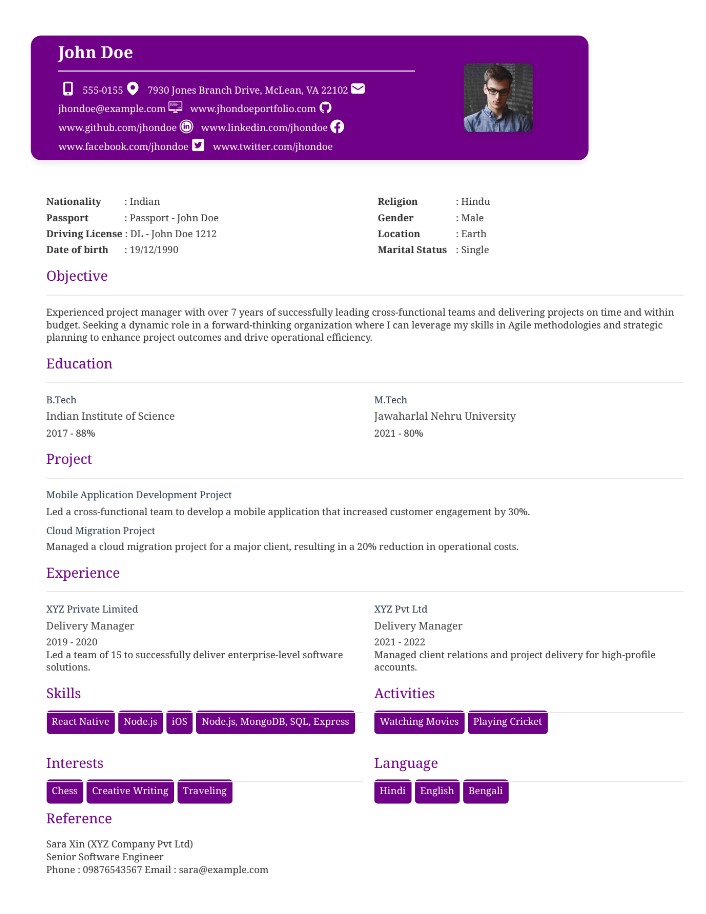 John Doe
555-0155 7930 Jones Branch Drive, McLean, VA 22102
jhondoe@example.com www.jhondoeportfolio.com
www.github.com/jhondoe www.linkedin.com/jhondoe
www.facebook.com/jhondoe www.twitter.com/jhondoe
Nationality : Indian
Passport : Passport - John Doe
Driving License : DL - John Doe 1212
Date of birth : 19/12/1990
Religion : Hindu
Gender : Male
Location : Earth
Marital Status : Single
Objective
Experienced project manager with over 7 years of successfully leading cross-functional teams and delivering projects on time and within
budget. Seeking a dynamic role in a forward-thinking organization where I can leverage my skills in Agile methodologies and strategic
planning to enhance project outcomes and drive operational efficiency.
Education
B.Tech
Indian Institute of Science
2017 - 88%
M.Tech
Jawaharlal Nehru University
2021 - 80%
Project
Mobile Application Development Project
Led a cross-functional team to develop a mobile application that increased customer engagement by 30%.
Cloud Migration Project
Managed a cloud migration project for a major client, resulting in a 20% reduction in operational costs.
Experience
XYZ Private Limited
Delivery Manager
2019 - 2020
Led a team of 15 to successfully deliver enterprise-level software
solutions.
XYZ Pvt Ltd
Delivery Manager
2021 - 2022
Managed client relations and project delivery for high-profile
accounts.
Skills
React Native Node.js iOS Node.js, MongoDB, SQL, Express
Activities
Watching Movies Playing Cricket
Interests
Chess Creative Writing Traveling
Language
Hindi English Bengali
Reference
Sara Xin (XYZ Company Pvt Ltd)
Senior Software Engineer
Phone : 09876543567 Email : sara@example.com